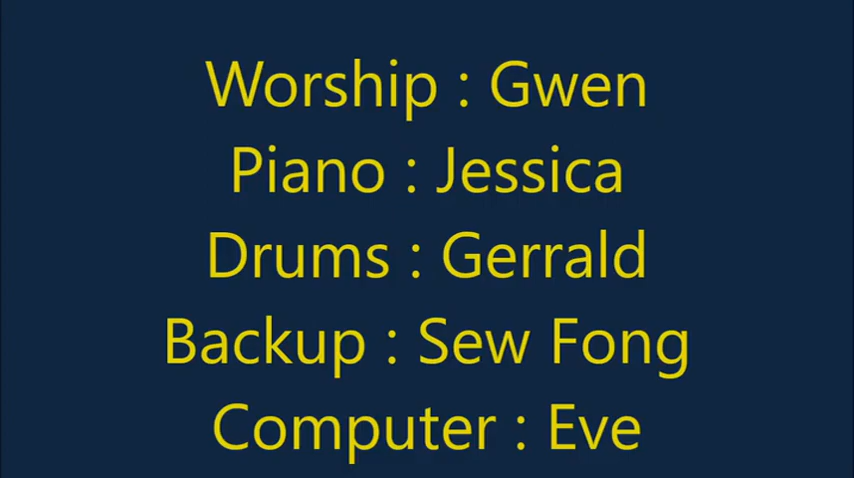 Worship : Gwen
Piano : Jessica
Drums : Gerrald
Backup : Sew Fong
Computer : Eve